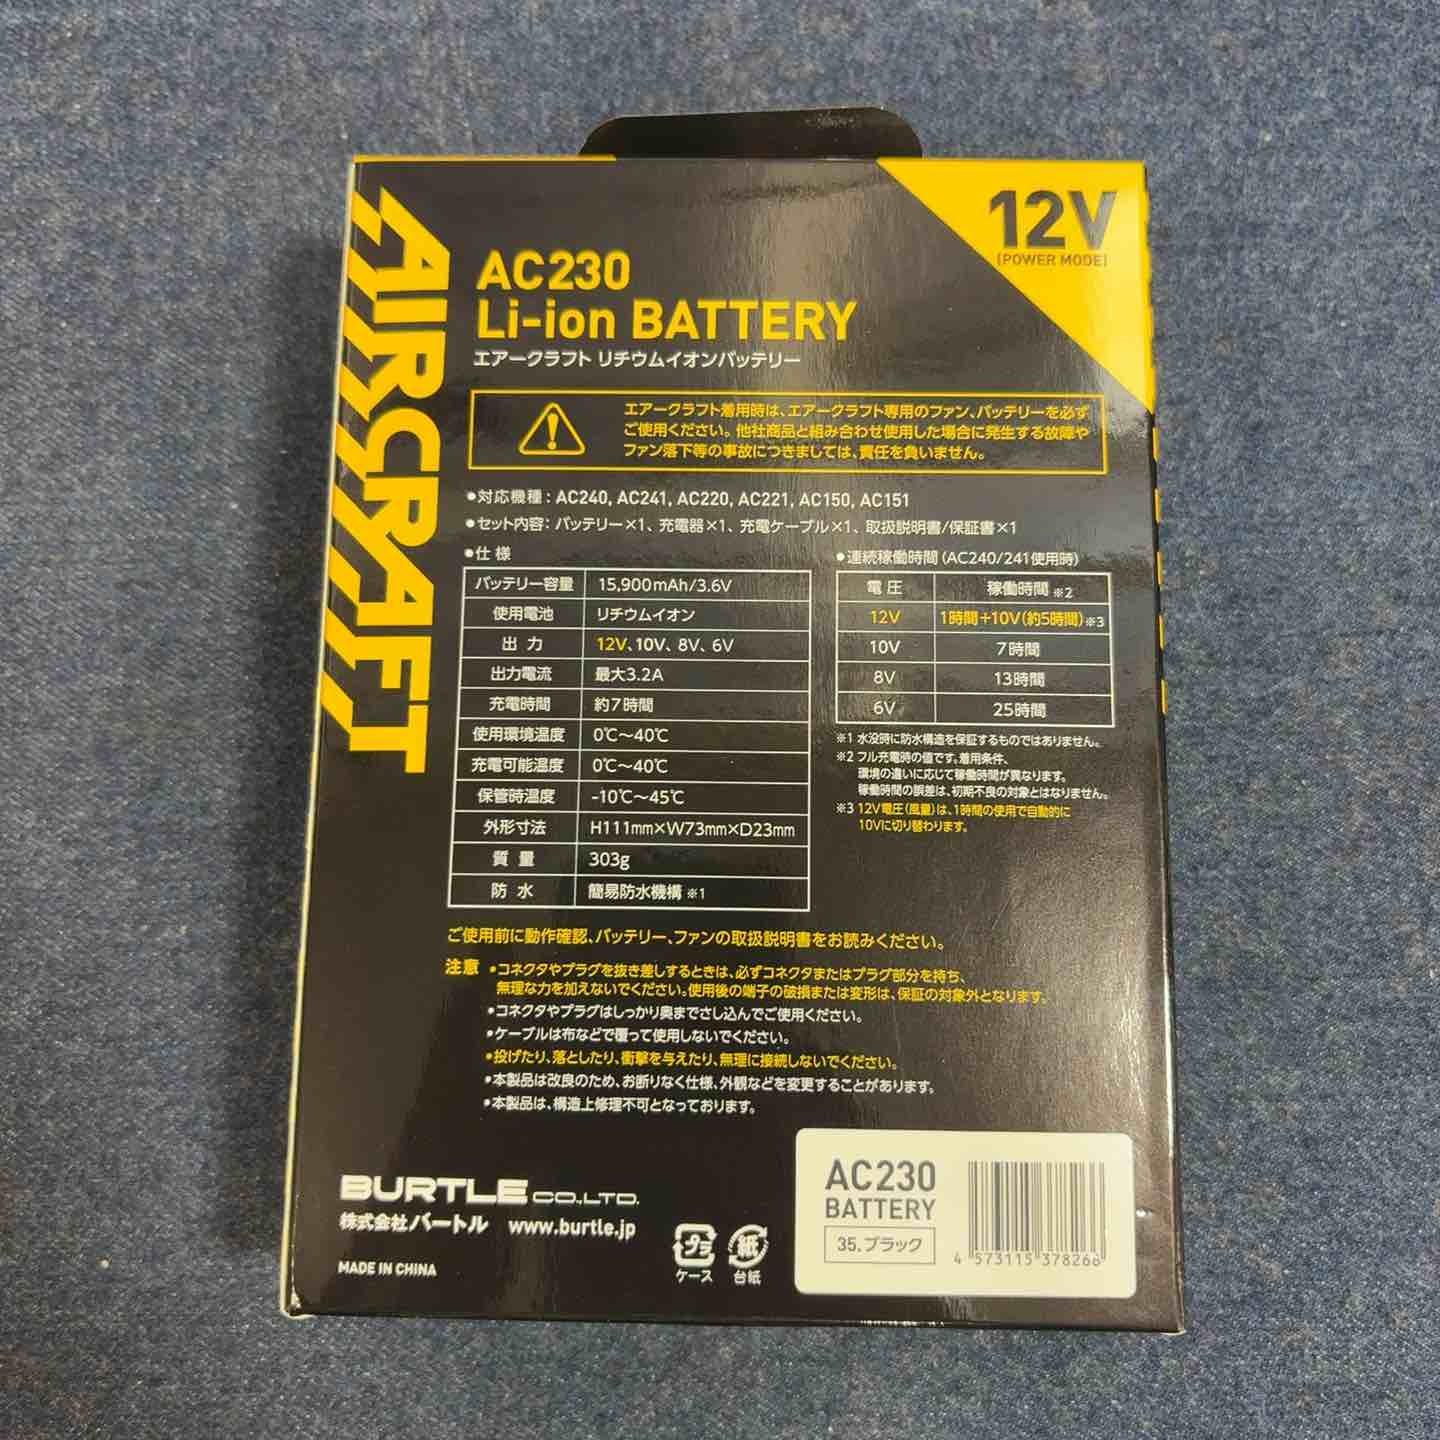 AIRCRAFT
12V
(POWER MODE)
AC230
Li-ion BATTERY
エアークラフト リチウムイオンバッテリー
エアークラフト着用時は、エアークラフト専用のファン、バッテリーを必ず
ご使用ください。他社商品と組み合わせ使用した場合に発生する故障や
ファン落下等の事故につきましては、責任を負いません。
●対応機種：AC240, AC241, AC220, AC221, AC150, AC151
●セット内容：バッテリー×1、充電器×1、充電ケーブル×1、取扱説明書/保証書×1
●仕様
バッテリー容量 15,900mAh/3.6V
使用電池 リチウムイオン
出力 12V、10V、8V、6V
出力電流 最大3.2A
充電時間 約7時間
使用環境温度 0℃〜40℃
充電可能温度 0℃〜40℃
保管時温度 -10℃〜45℃
外形寸法 H111mm×W73mm×D23mm
質量 303g
防水 簡易防水機構 ※1
●連続稼働時間（AC240/241使用時）
電圧 稼働時間 ※2
12V 1時間+10V（約5時間）※3
10V 7時間
8V 13時間
6V 25時間
※1 水没時に防水構造を保証するものではありません。
※2 フル充電時の値です。着用条件、
環境の違いに応じて稼働時間が異なります。
稼働時間の誤差は、初期不良の対象とはなりません。
※3 12V電圧（風量）は、1時間の使用で自動的に
10Vに切り替わります。
ご使用前に動作確認、バッテリー、ファンの取扱説明書をお読みください。
注意 ●コネクタやプラグを抜き差しするときは、必ずコネクタまたはプラグ部分を持ち、
無理な力を加えないでください。使用後の端子の破損または変形は、保証の対象外となります。
●コネクタやプラグはしっかり奥までさし込んでご使用ください。
●ケーブルは布などで覆って使用しないでください。
●投げたり、落としたり、衝撃を与えたり、無理に接続しないでください。
●本製品は改良のため、お断りなく仕様、外観などを変更することがあります。
●本製品は、構造上修理不可となっております。
BURTLE CO.,LTD.
株式会社バートル www.burtle.jp
MADE IN CHINA
プラ
ケース
紙
台紙
AC230
BATTERY
35.ブラック
4 573115 378266